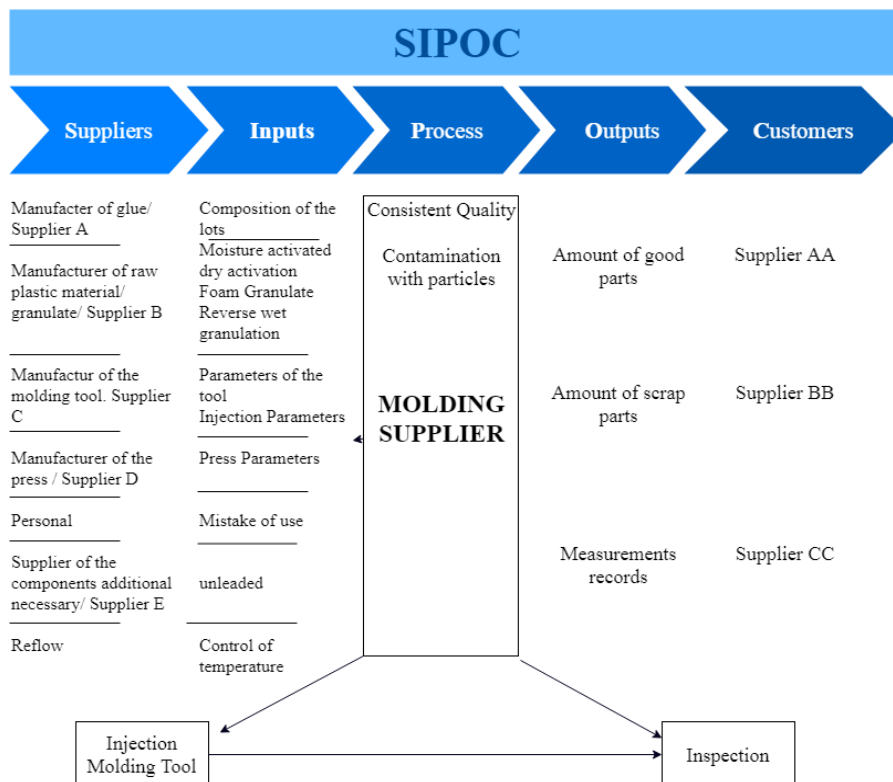 SIPOC
Suppliers
Inputs
Process
Outputs
Customers
Manufacter of glue/
Supplier A
Manufacturer of raw
plastic material/
granulate/ Supplier B
Manufactur of the
molding tool. Supplier
C
Manufacturer of the
press / Supplier D
Personal
Supplier of the
components additional
necessary/ Supplier E
Reflow
Composition of the
lots
Moisture activated
dry activation
Foam Granulate
Reverse wet
granulation
Parameters of the
tool
Injection Parameters
Press Parameters
Mistake of use
unleaded
Control of
temperature
Consistent Quality
Contamination
with particles
MOLDING
SUPPLIER
Amount of good
parts
Amount of scrap
parts
Measurements
records
Supplier AA
Supplier BB
Supplier CC
Injection
Molding Tool
Inspection